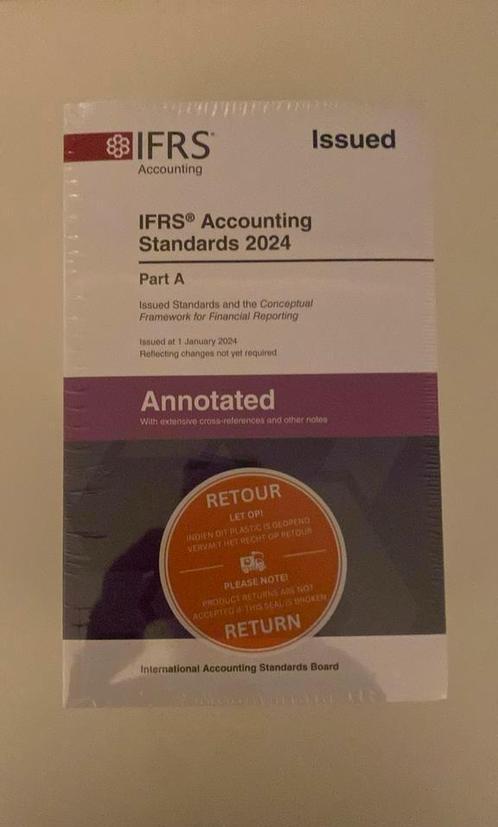 IFRS®
Accounting
Issued
IFRS® Accounting
Standards 2024
Part A
Issued Standards and the Conceptual
Framework for Financial Reporting
Issued at 1 January 2024
Reflecting changes not yet required
Annotated
With extensive cross-references and other notes
RETOUR
LET OP!
INDIEN DIT PLASTIC IS GEOPEND
VERVALT HET RECHT OP RETOUR
PLEASE NOTE!
PRODUCT RETURNS ARE NOT
ACCEPTED IF THIS SEAL IS BROKEN
RETURN
International Accounting Standards Board